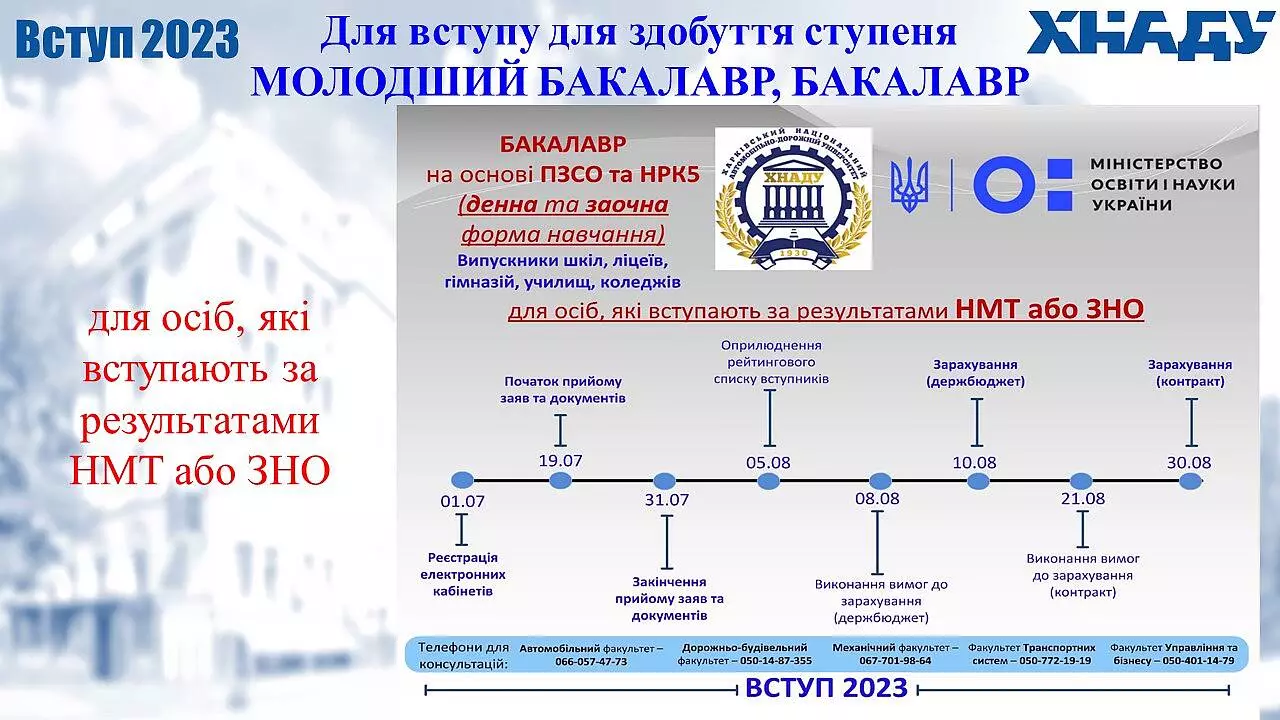 Вступ 2023
Для вступу для здобуття ступеня
МОЛОДШИЙ БАКАЛАВР, БАКАЛАВР
ХНАДУ
для осіб, які
вступають за
результатами
НМТ або ЗНО
БАКАЛАВР
на основі ПЗСО та НРК5
(денна та заочна
форма навчання)
Випускники шкіл, ліцеїв,
гімназій, училищ, коледжів
ХАРКІВСЬКИЙ НАЦІОНАЛЬНИЙ
АВТОМОБІЛЬНО-ДОРОЖНІЙ УНІВЕРСИТЕТ
ХНАДУ
1930
МІНІСТЕРСТВО
ОСВІТИ І НАУКИ
УКРАЇНИ
для осіб, які вступають за результатами НМТ або ЗНО
01.07
Реєстрація
електронних
кабінетів
Початок прийому
заяв та документів
19.07
31.07
Закінчення
прийому заяв та
документів
Оприлюднення
рейтингового
списку вступників
05.08
08.08
Виконання вимог до
зарахування
(держбюджет)
Зарахування
(держбюджет)
10.08
21.08
Виконання вимог
до зарахування
(контракт)
Зарахування
(контракт)
30.08
Телефони для
консультацій:
Автомобільний факультет –
066-057-47-73
Дорожньо-будівельний
факультет – 050-14-87-355
Механічний факультет –
067-701-98-64
Факультет Транспортних
систем – 050-772-19-19
Факультет Управління та
бізнесу – 050-401-14-79
ВСТУП 2023